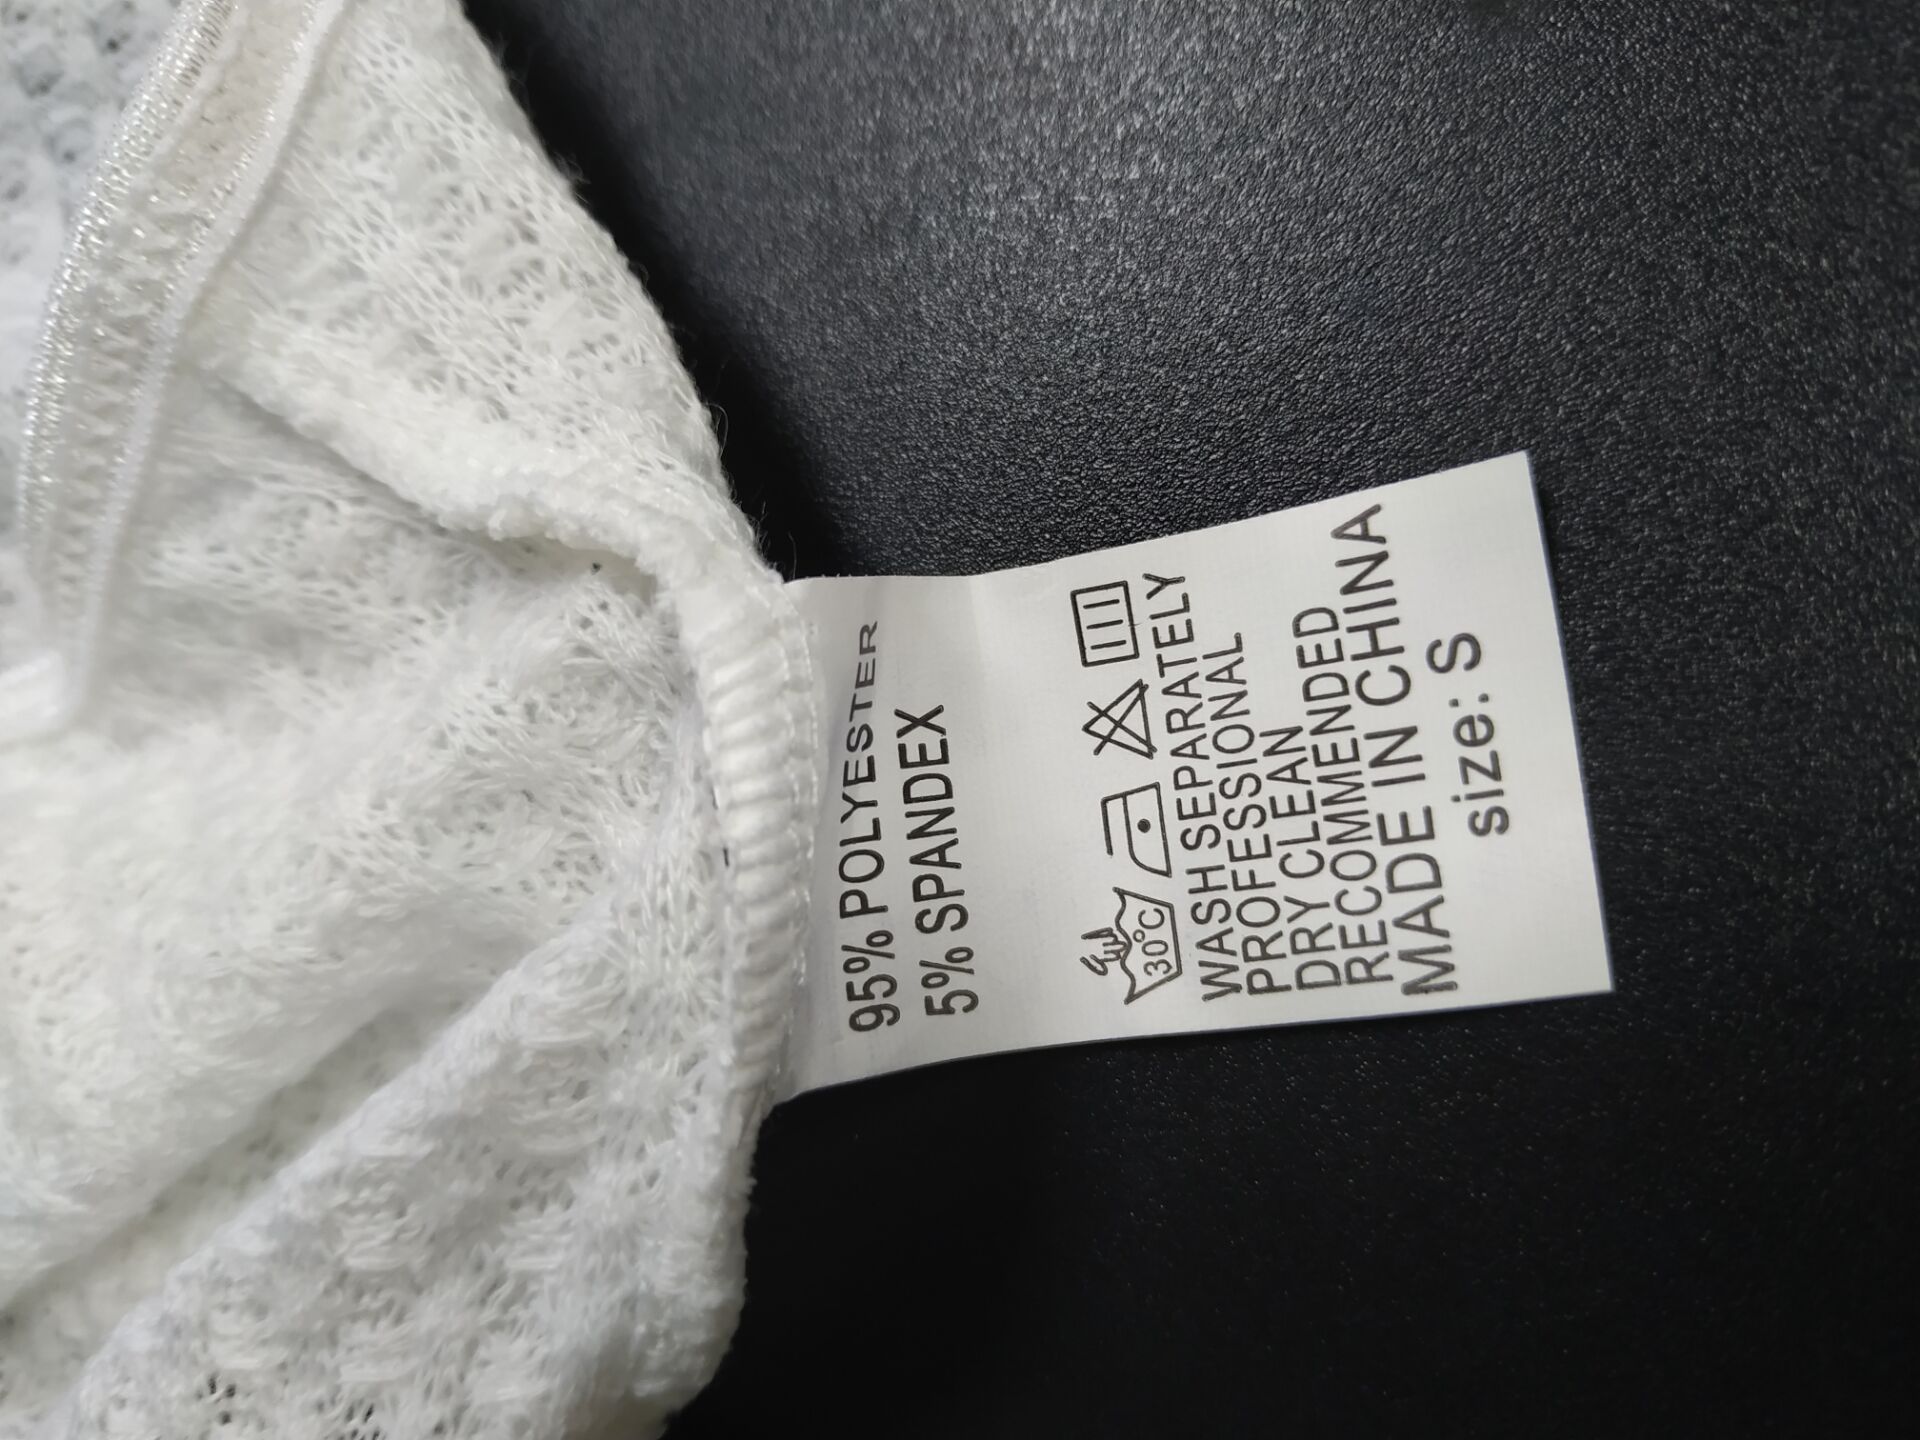 95% POLYESTER
5% SPANDEX
30°C
WASH SEPARATELY
PROFESSIONAL
DRY CLEAN
RECOMMENDED
MADE IN CHINA
size: S